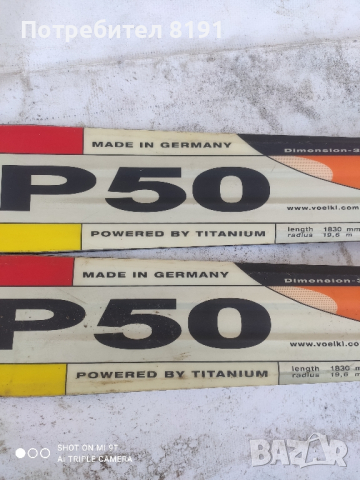 Потребител 8191
MADE IN GERMANY
Dimension-3
P50
www.voelkl.com
POWERED BY TITANIUM
length 1830 mm
radius 19,6 m
MADE IN GERMANY
Dimension-3
P50
www.voelkl.com
POWERED BY TITANIUM
length 1830 mm
radius 19,6 m
SHOT ON MI 9T
AI TRIPLE CAMERA
BAZAR